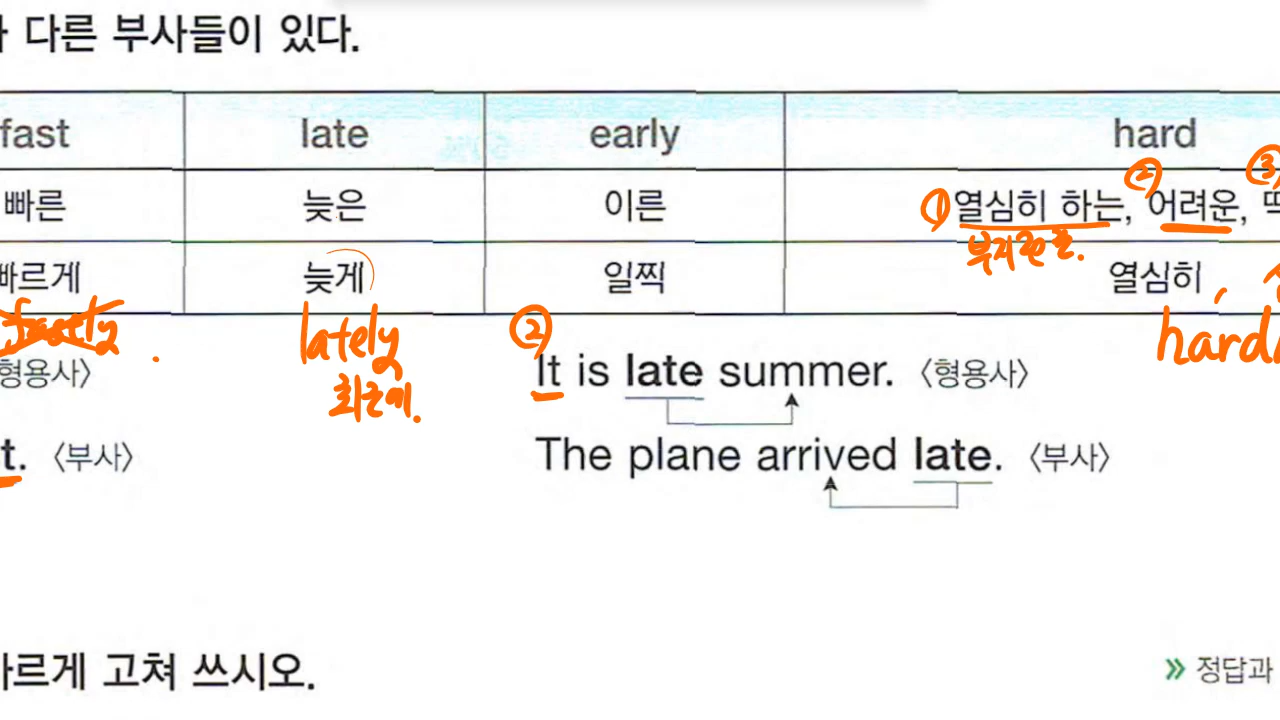 다른 부사들이 있다.
fast late early hard
② ③
빠른 늦은 이른 ① 열심히 하는, 어려운,
부지런한.
빠르게 늦게 일찍 열심히
lately
최근에.
②
형용사〉 It is late summer. 〈형용사〉
t. 〈부사〉 The plane arrived late. 〈부사〉
바르게 고쳐 쓰시오. » 정답과